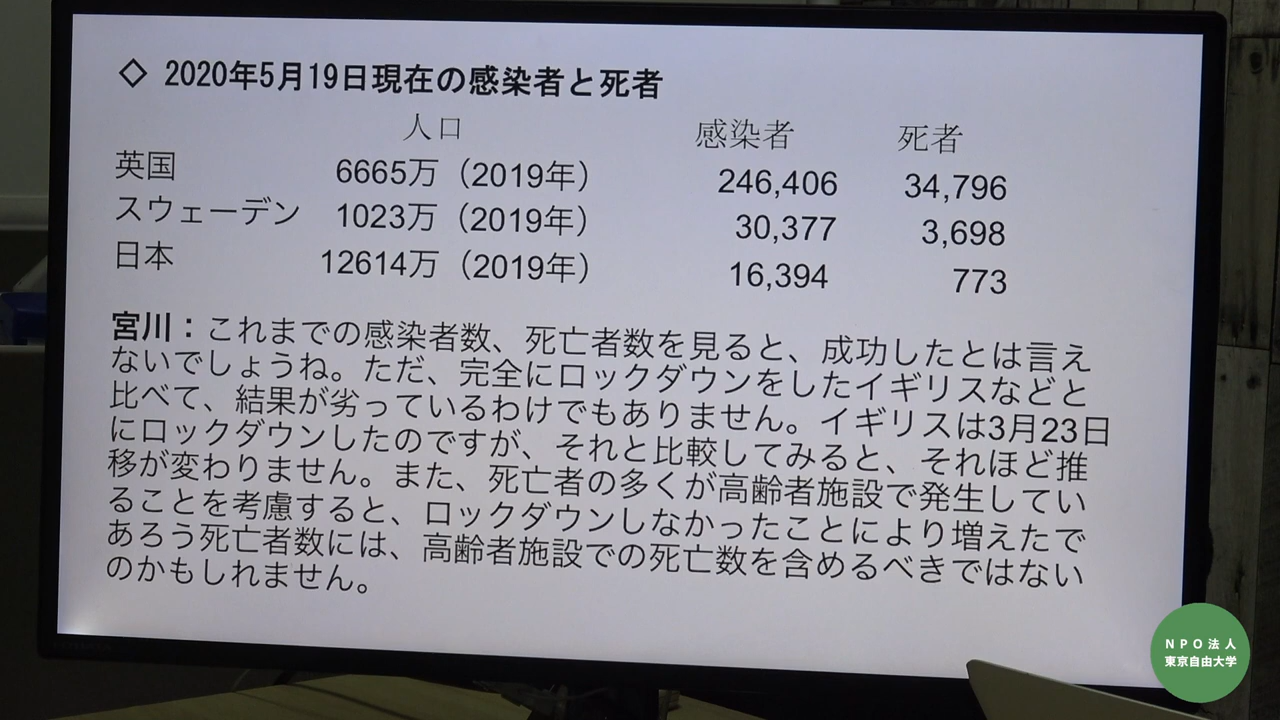 ◇ 2020年5月19日現在の感染者と死者
人口 感染者 死者
英国 6665万（2019年） 246,406 34,796
スウェーデン 1023万（2019年） 30,377 3,698
日本 12614万（2019年） 16,394 773
宮川：これまでの感染者数、死亡者数を見ると、成功したとは言え
ないでしょうね。ただ、完全にロックダウンをしたイギリスなどと
比べて、結果が劣っているわけでもありません。イギリスは3月23日
にロックダウンしたのですが、それと比較してみると、それほど推
移が変わりません。また、死亡者の多くが高齢者施設で発生してい
ることを考慮すると、ロックダウンしなかったことにより増えたで
あろう死亡者数には、高齢者施設での死亡数を含めるべきではない
のかもしれません。
NPO法人
東京自由大学